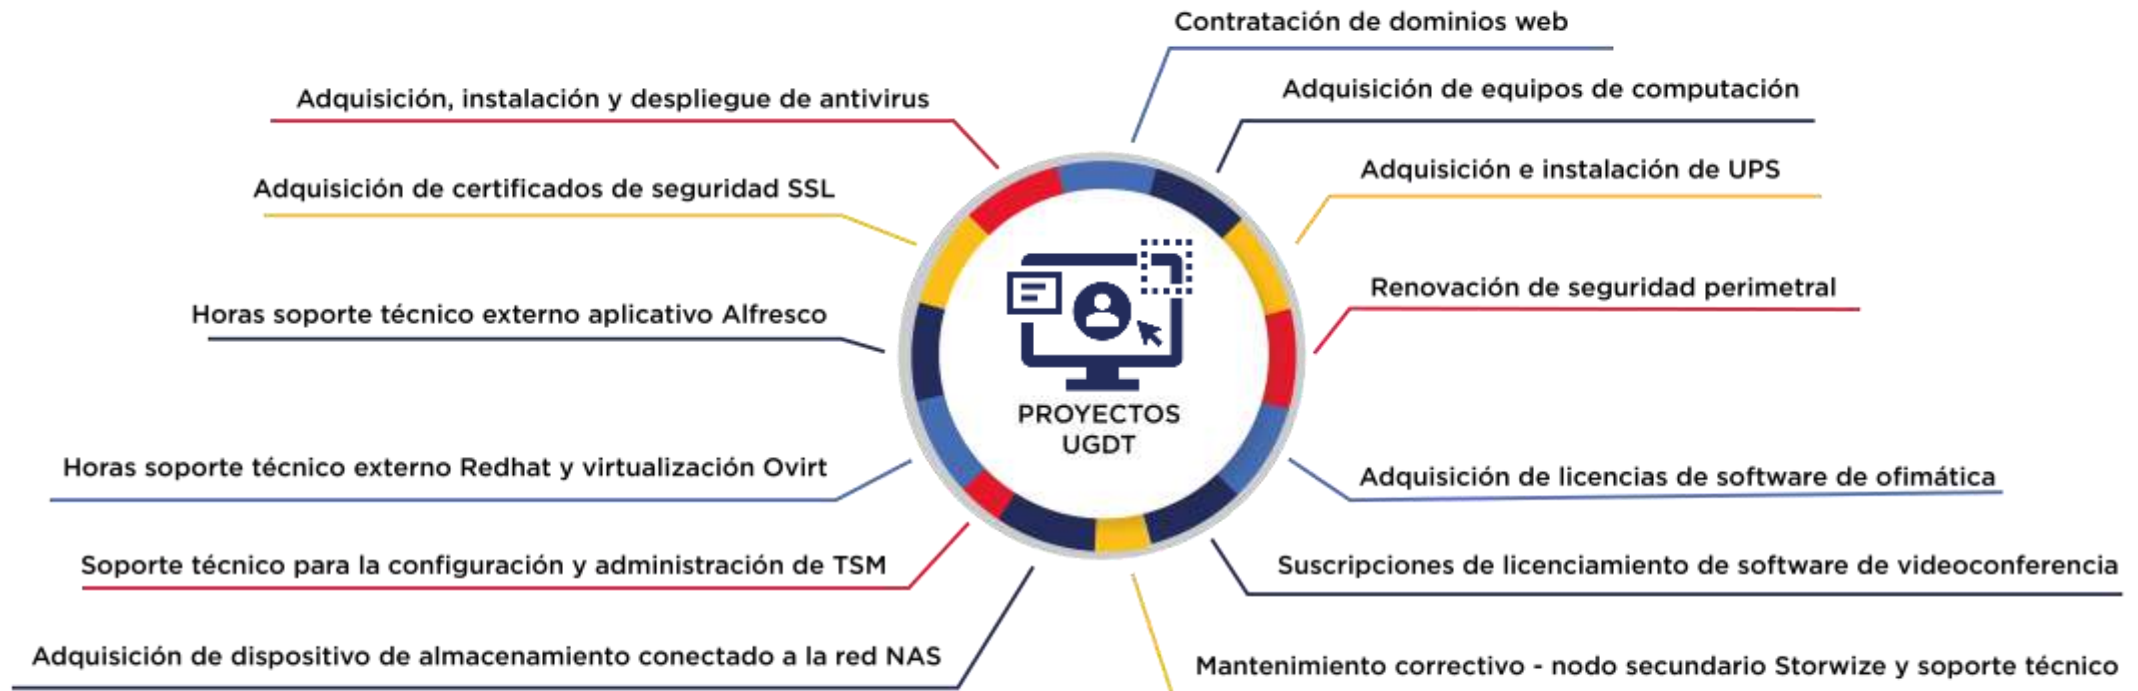 Contratación de dominios web
Adquisición, instalación y despliegue de antivirus
Adquisición de equipos de computación
Adquisición de certificados de seguridad SSL
Adquisición e instalación de UPS
Horas soporte técnico externo aplicativo Alfresco
Renovación de seguridad perimetral
PROYECTOS
UGDT
Horas soporte técnico externo Redhat y virtualización Ovirt
Adquisición de licencias de software de ofimática
Soporte técnico para la configuración y administración de TSM
Suscripciones de licenciamiento de software de videoconferencia
Adquisición de dispositivo de almacenamiento conectado a la red NAS
Mantenimiento correctivo - nodo secundario Storwize y soporte técnico